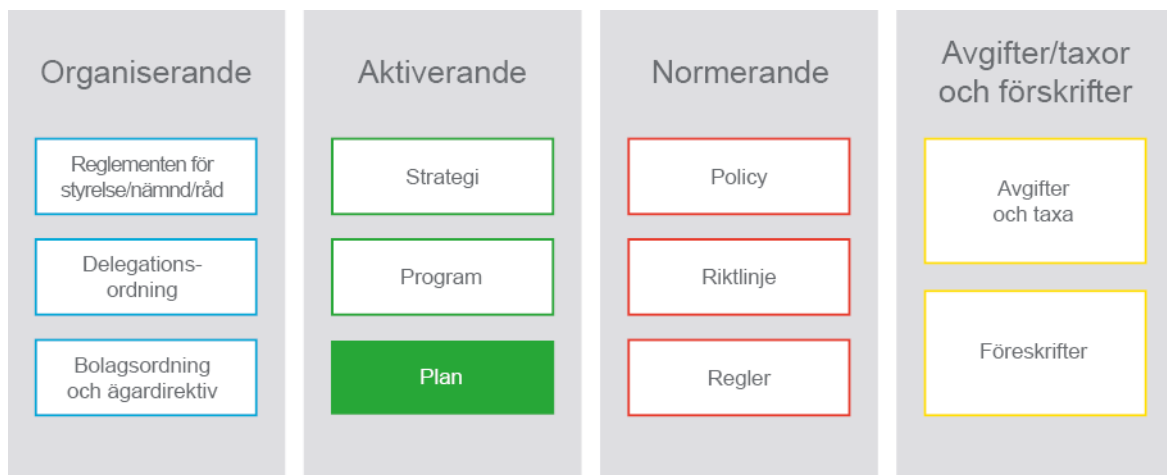 Organiserande
Reglementen för
styrelse/nämnd/råd
Delegations-
ordning
Bolagsordning
och ägardirektiv
Aktiverande
Strategi
Program
Plan
Normerande
Policy
Riktlinje
Regler
Avgifter/taxor
och förskrifter
Avgifter
och taxa
Föreskrifter